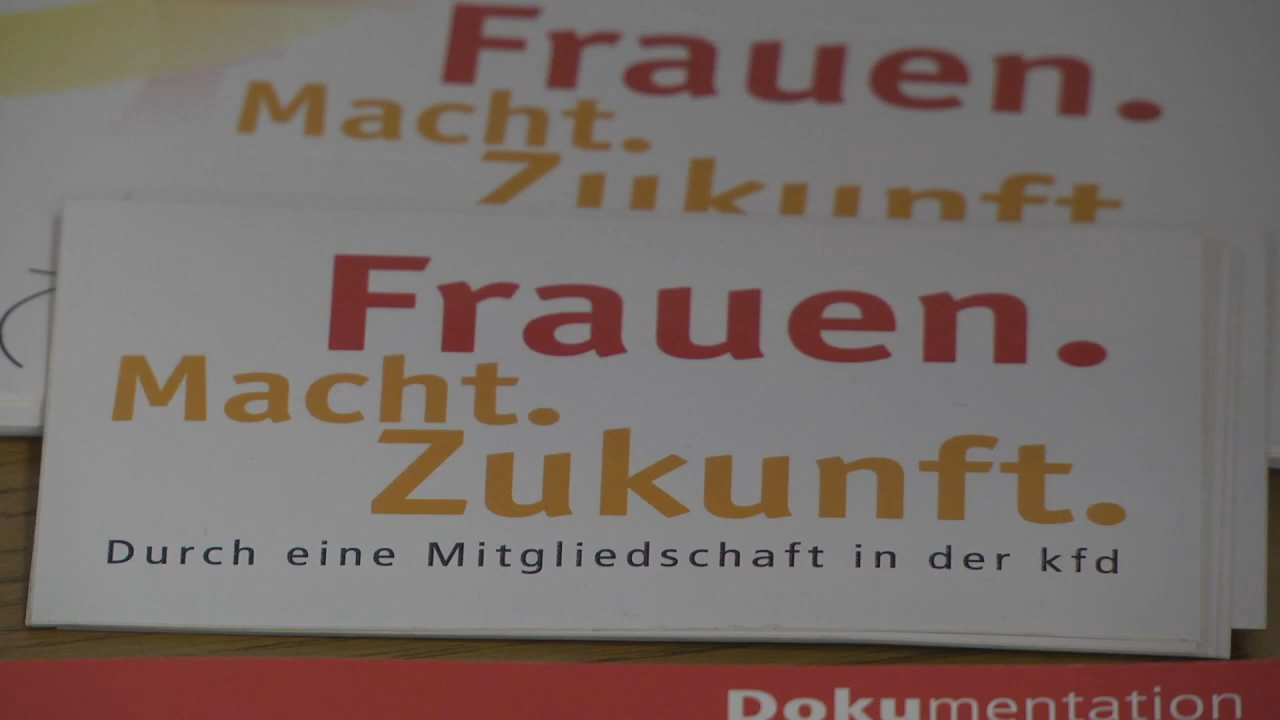 Frauen.
Macht.
Zukunft
Frauen.
Macht.
Zukunft.
Durch eine Mitgliedschaft in der kfd
Dokumentation